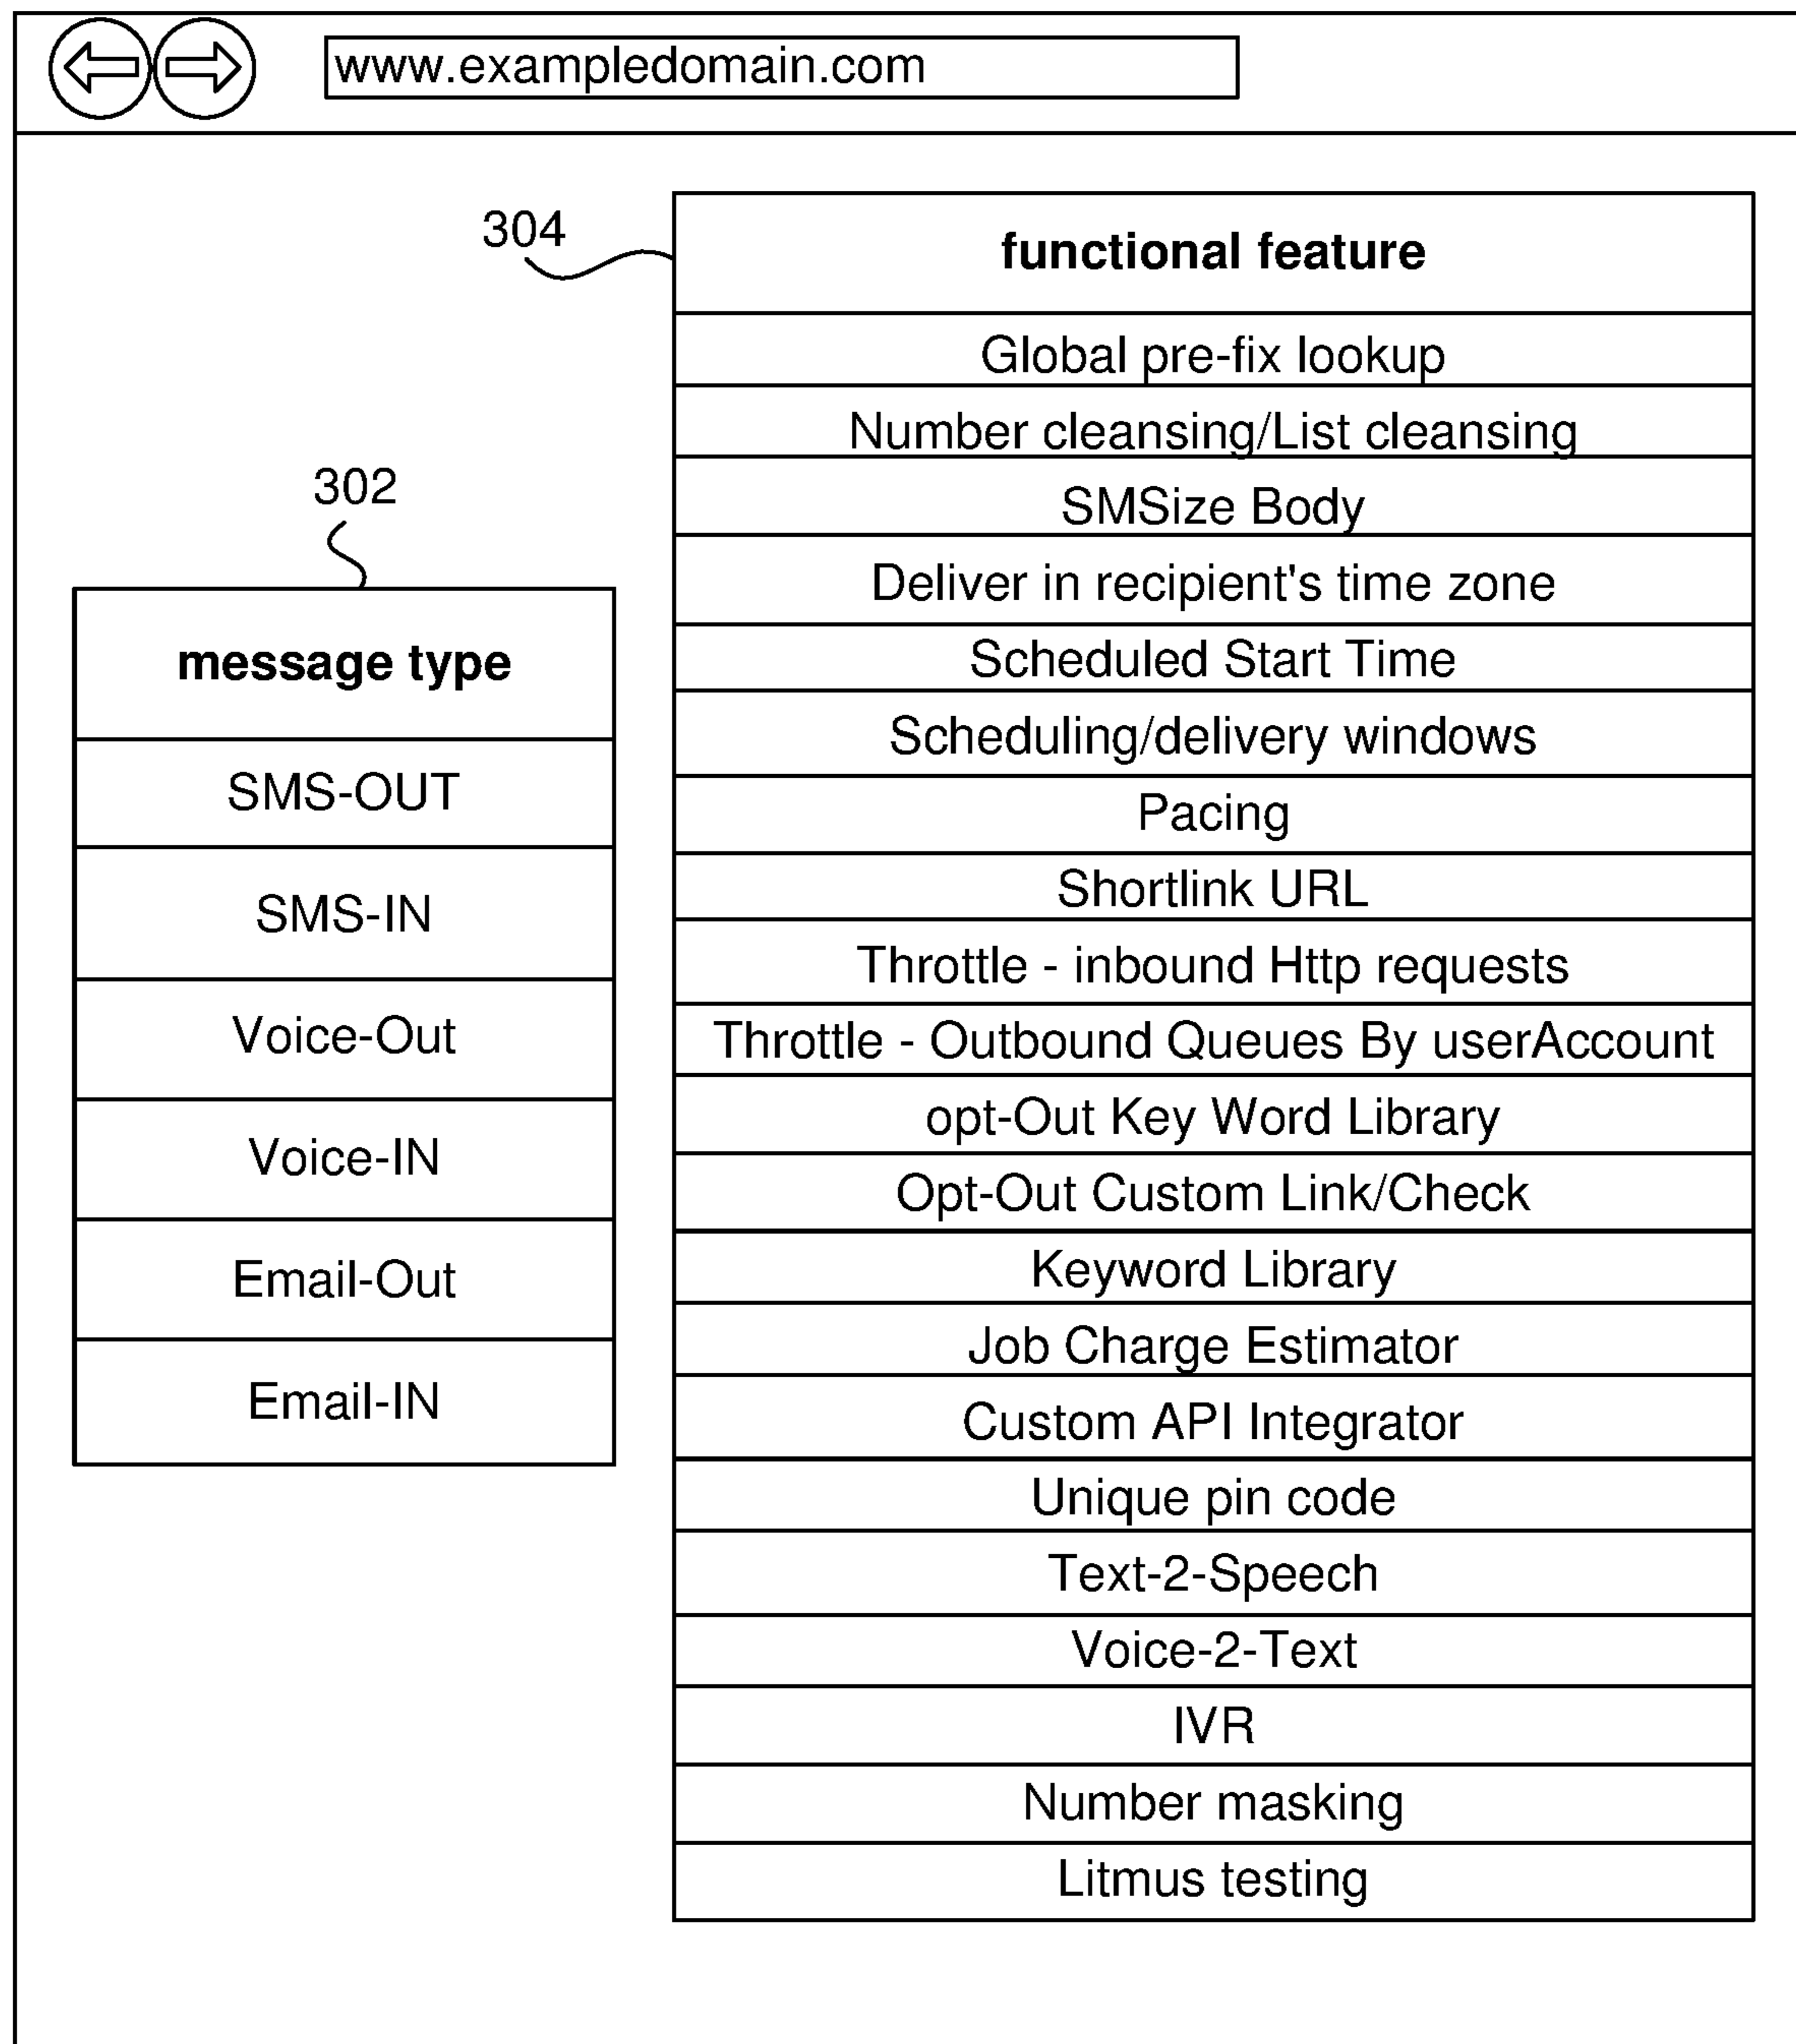 www.exampledomain.com
304
functional feature
Global pre-fix lookup
Number cleansing/List cleansing
SMSize Body
Deliver in recipient's time zone
Scheduled Start Time
Scheduling/delivery windows
Pacing
Shortlink URL
Throttle - inbound Http requests
Throttle - Outbound Queues By userAccount
opt-Out Key Word Library
Opt-Out Custom Link/Check
Keyword Library
Job Charge Estimator
Custom API Integrator
Unique pin code
Text-2-Speech
Voice-2-Text
IVR
Number masking
Litmus testing
302
message type
SMS-OUT
SMS-IN
Voice-Out
Voice-IN
Email-Out
Email-IN